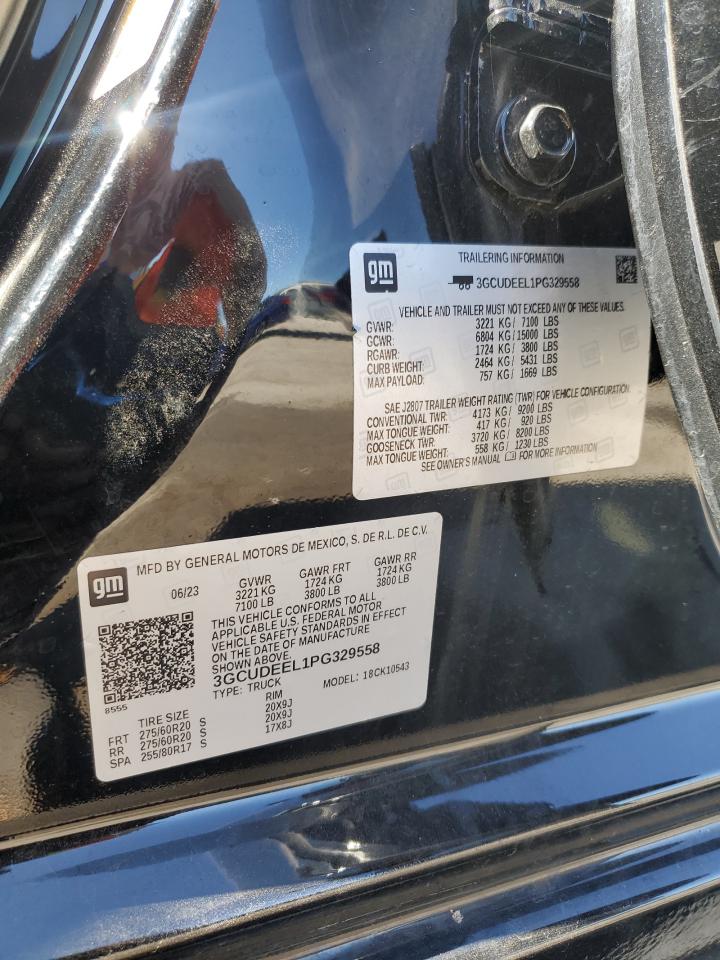 gm
TRAILERING INFORMATION
3GCUDEEL1PG329558
VEHICLE AND TRAILER MUST NOT EXCEED ANY OF THESE VALUES.
GVWR: 3221 KG / 7100 LBS
GCWR: 6804 KG / 15000 LBS
RGAWR: 1724 KG / 3800 LBS
CURB WEIGHT: 2464 KG / 5431 LBS
MAX PAYLOAD: 757 KG / 1669 LBS
SAE J2807 TRAILER WEIGHT RATING (TWR) FOR VEHICLE CONFIGURATION
CONVENTIONAL TWR: 4173 KG / 9200 LBS
MAX TONGUE WEIGHT: 417 KG / 920 LBS
GOOSENECK TWR: 3720 KG / 8200 LBS
MAX TONGUE WEIGHT: 558 KG / 1230 LBS
SEE OWNER'S MANUAL FOR MORE INFORMATION
gm
MFD BY GENERAL MOTORS DE MEXICO, S. DE R.L. DE C.V.
06/23 GVWR GAWR FRT GAWR RR
3221 KG 1724 KG 1724 KG
7100 LB 3800 LB 3800 LB
THIS VEHICLE CONFORMS TO ALL
APPLICABLE U.S. FEDERAL MOTOR
VEHICLE SAFETY STANDARDS IN EFFECT
ON THE DATE OF MANUFACTURE
SHOWN ABOVE.
3GCUDEEL1PG329558
8555
TYPE: TRUCK MODEL: 18CK10543
TIRE SIZE RIM
FRT 275/60R20 S 20X9J
RR 275/60R20 S 20X9J
SPA 255/80R17 S 17X8J